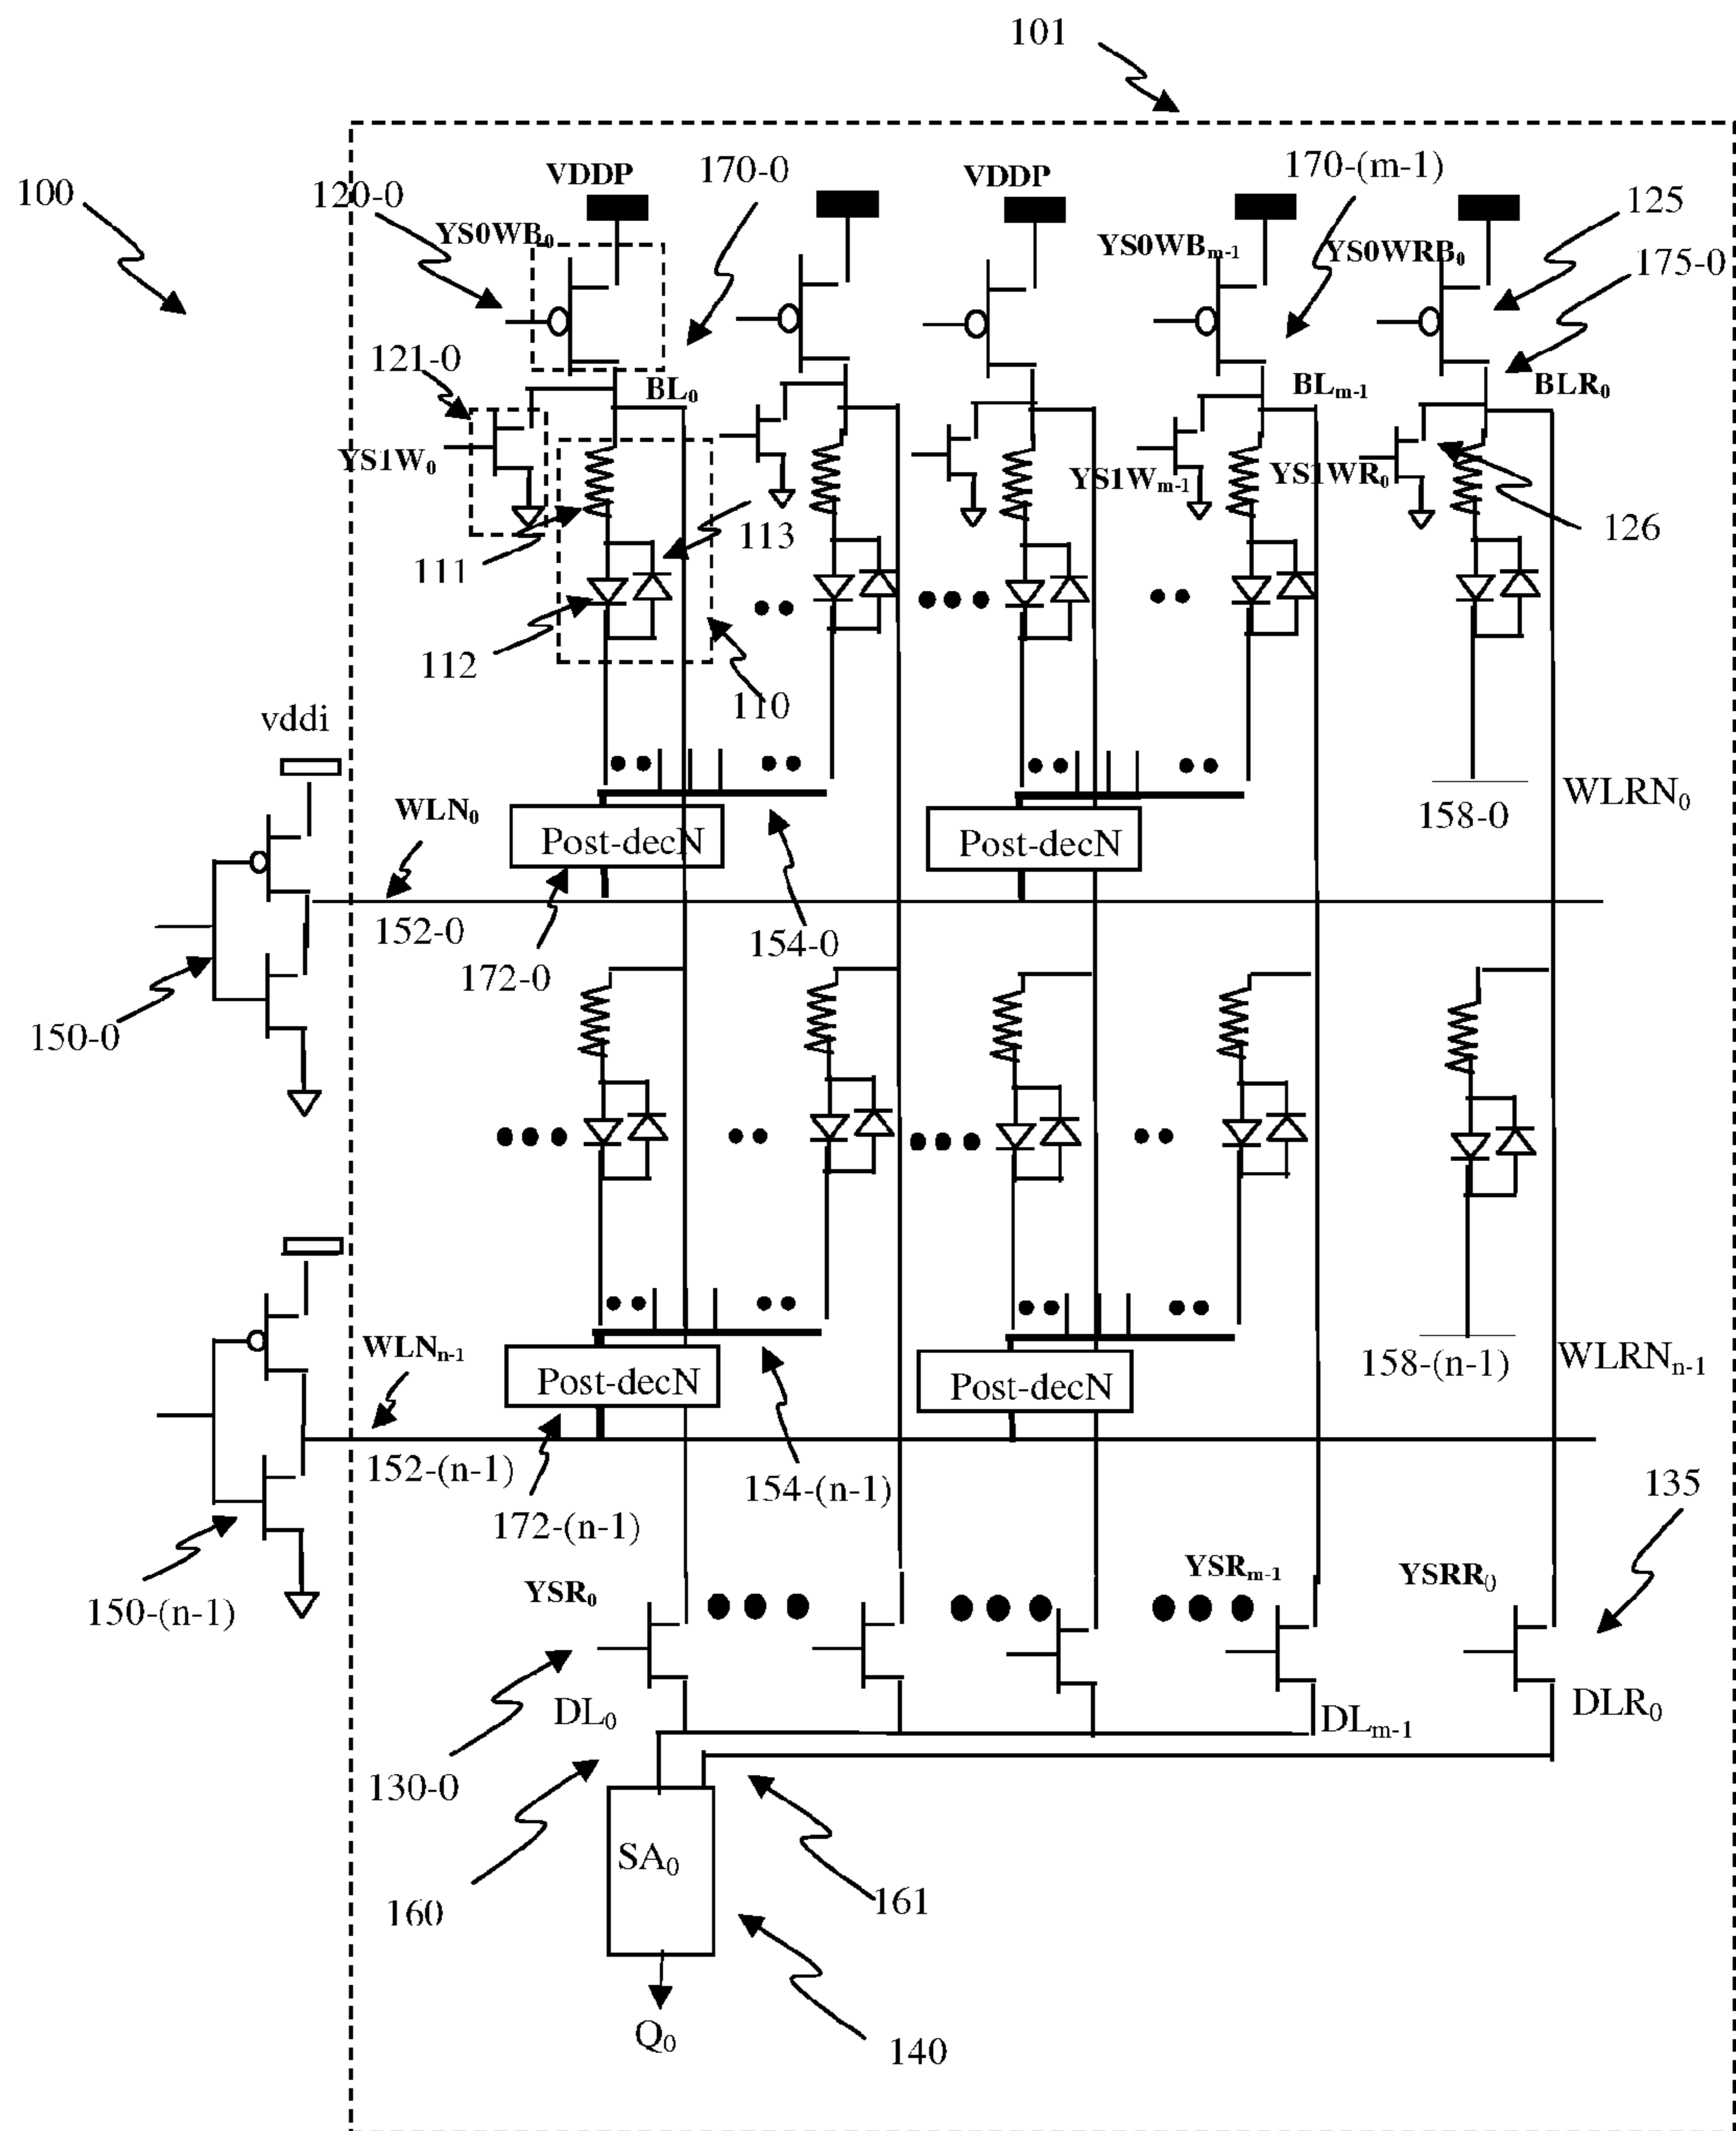 101
100
120-0
VDDP
170-0
VDDP
170-(m-1)
125
YS0WB₀
YS0WBₘ₋₁
YS0WRB₀
175-0
121-0
BL₀
BLₘ₋₁
BLR₀
YS1W₀
YS1Wₘ₋₁
YS1WR₀
111
113
126
112
110
vddi
WLN₀
Post-decN
Post-decN
158-0
WLRN₀
152-0
172-0
154-0
150-0
WLNₙ₋₁
Post-decN
Post-decN
158-(n-1)
WLRNₙ₋₁
152-(n-1)
154-(n-1)
172-(n-1)
135
150-(n-1)
YSR₀
YSRₘ₋₁
YSRR₀
DL₀
DLₘ₋₁
DLR₀
130-0
SA₀
160
161
Q₀
140